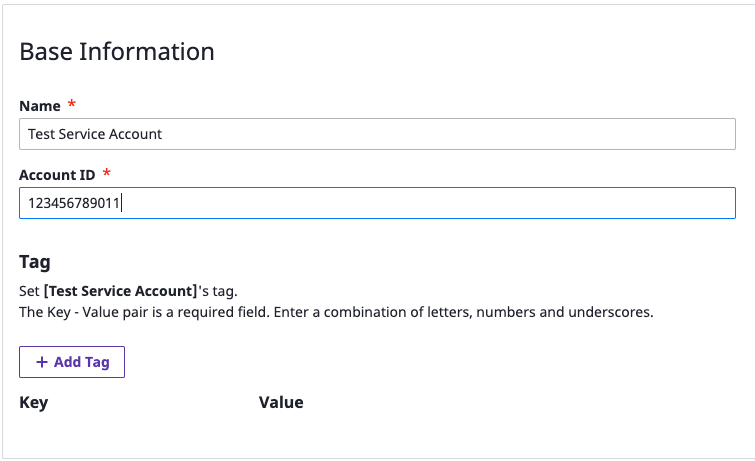 Base Information
Name *
Test Service Account
Account ID *
123456789011
Tag
Set [Test Service Account]'s tag.
The Key - Value pair is a required field. Enter a combination of letters, numbers and underscores.
+ Add Tag
Key Value